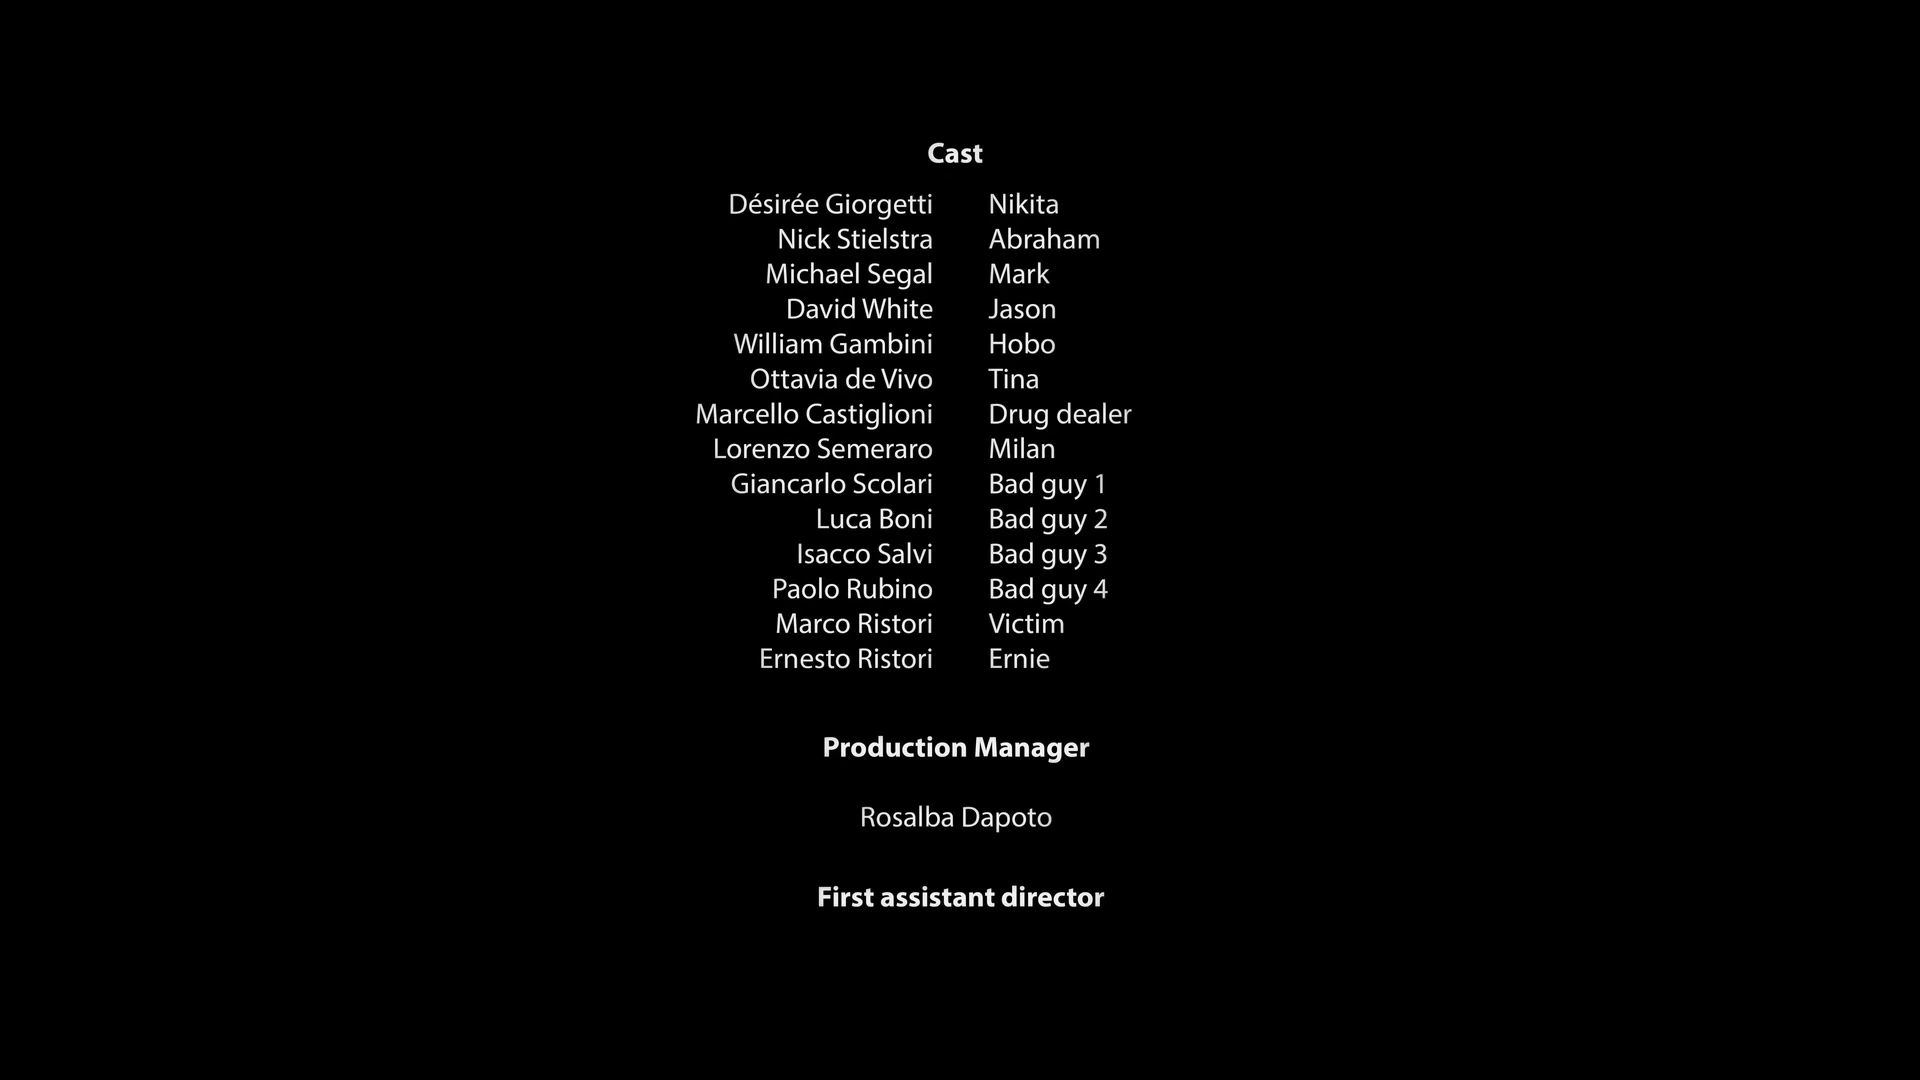 Cast
Désirée Giorgetti Nikita
Nick Stielstra Abraham
Michael Segal Mark
David White Jason
William Gambini Hobo
Ottavia de Vivo Tina
Marcello Castiglioni Drug dealer
Lorenzo Semeraro Milan
Giancarlo Scolari Bad guy 1
Luca Boni Bad guy 2
Isacco Salvi Bad guy 3
Paolo Rubino Bad guy 4
Marco Ristori Victim
Ernesto Ristori Ernie
Production Manager
Rosalba Dapoto
First assistant director